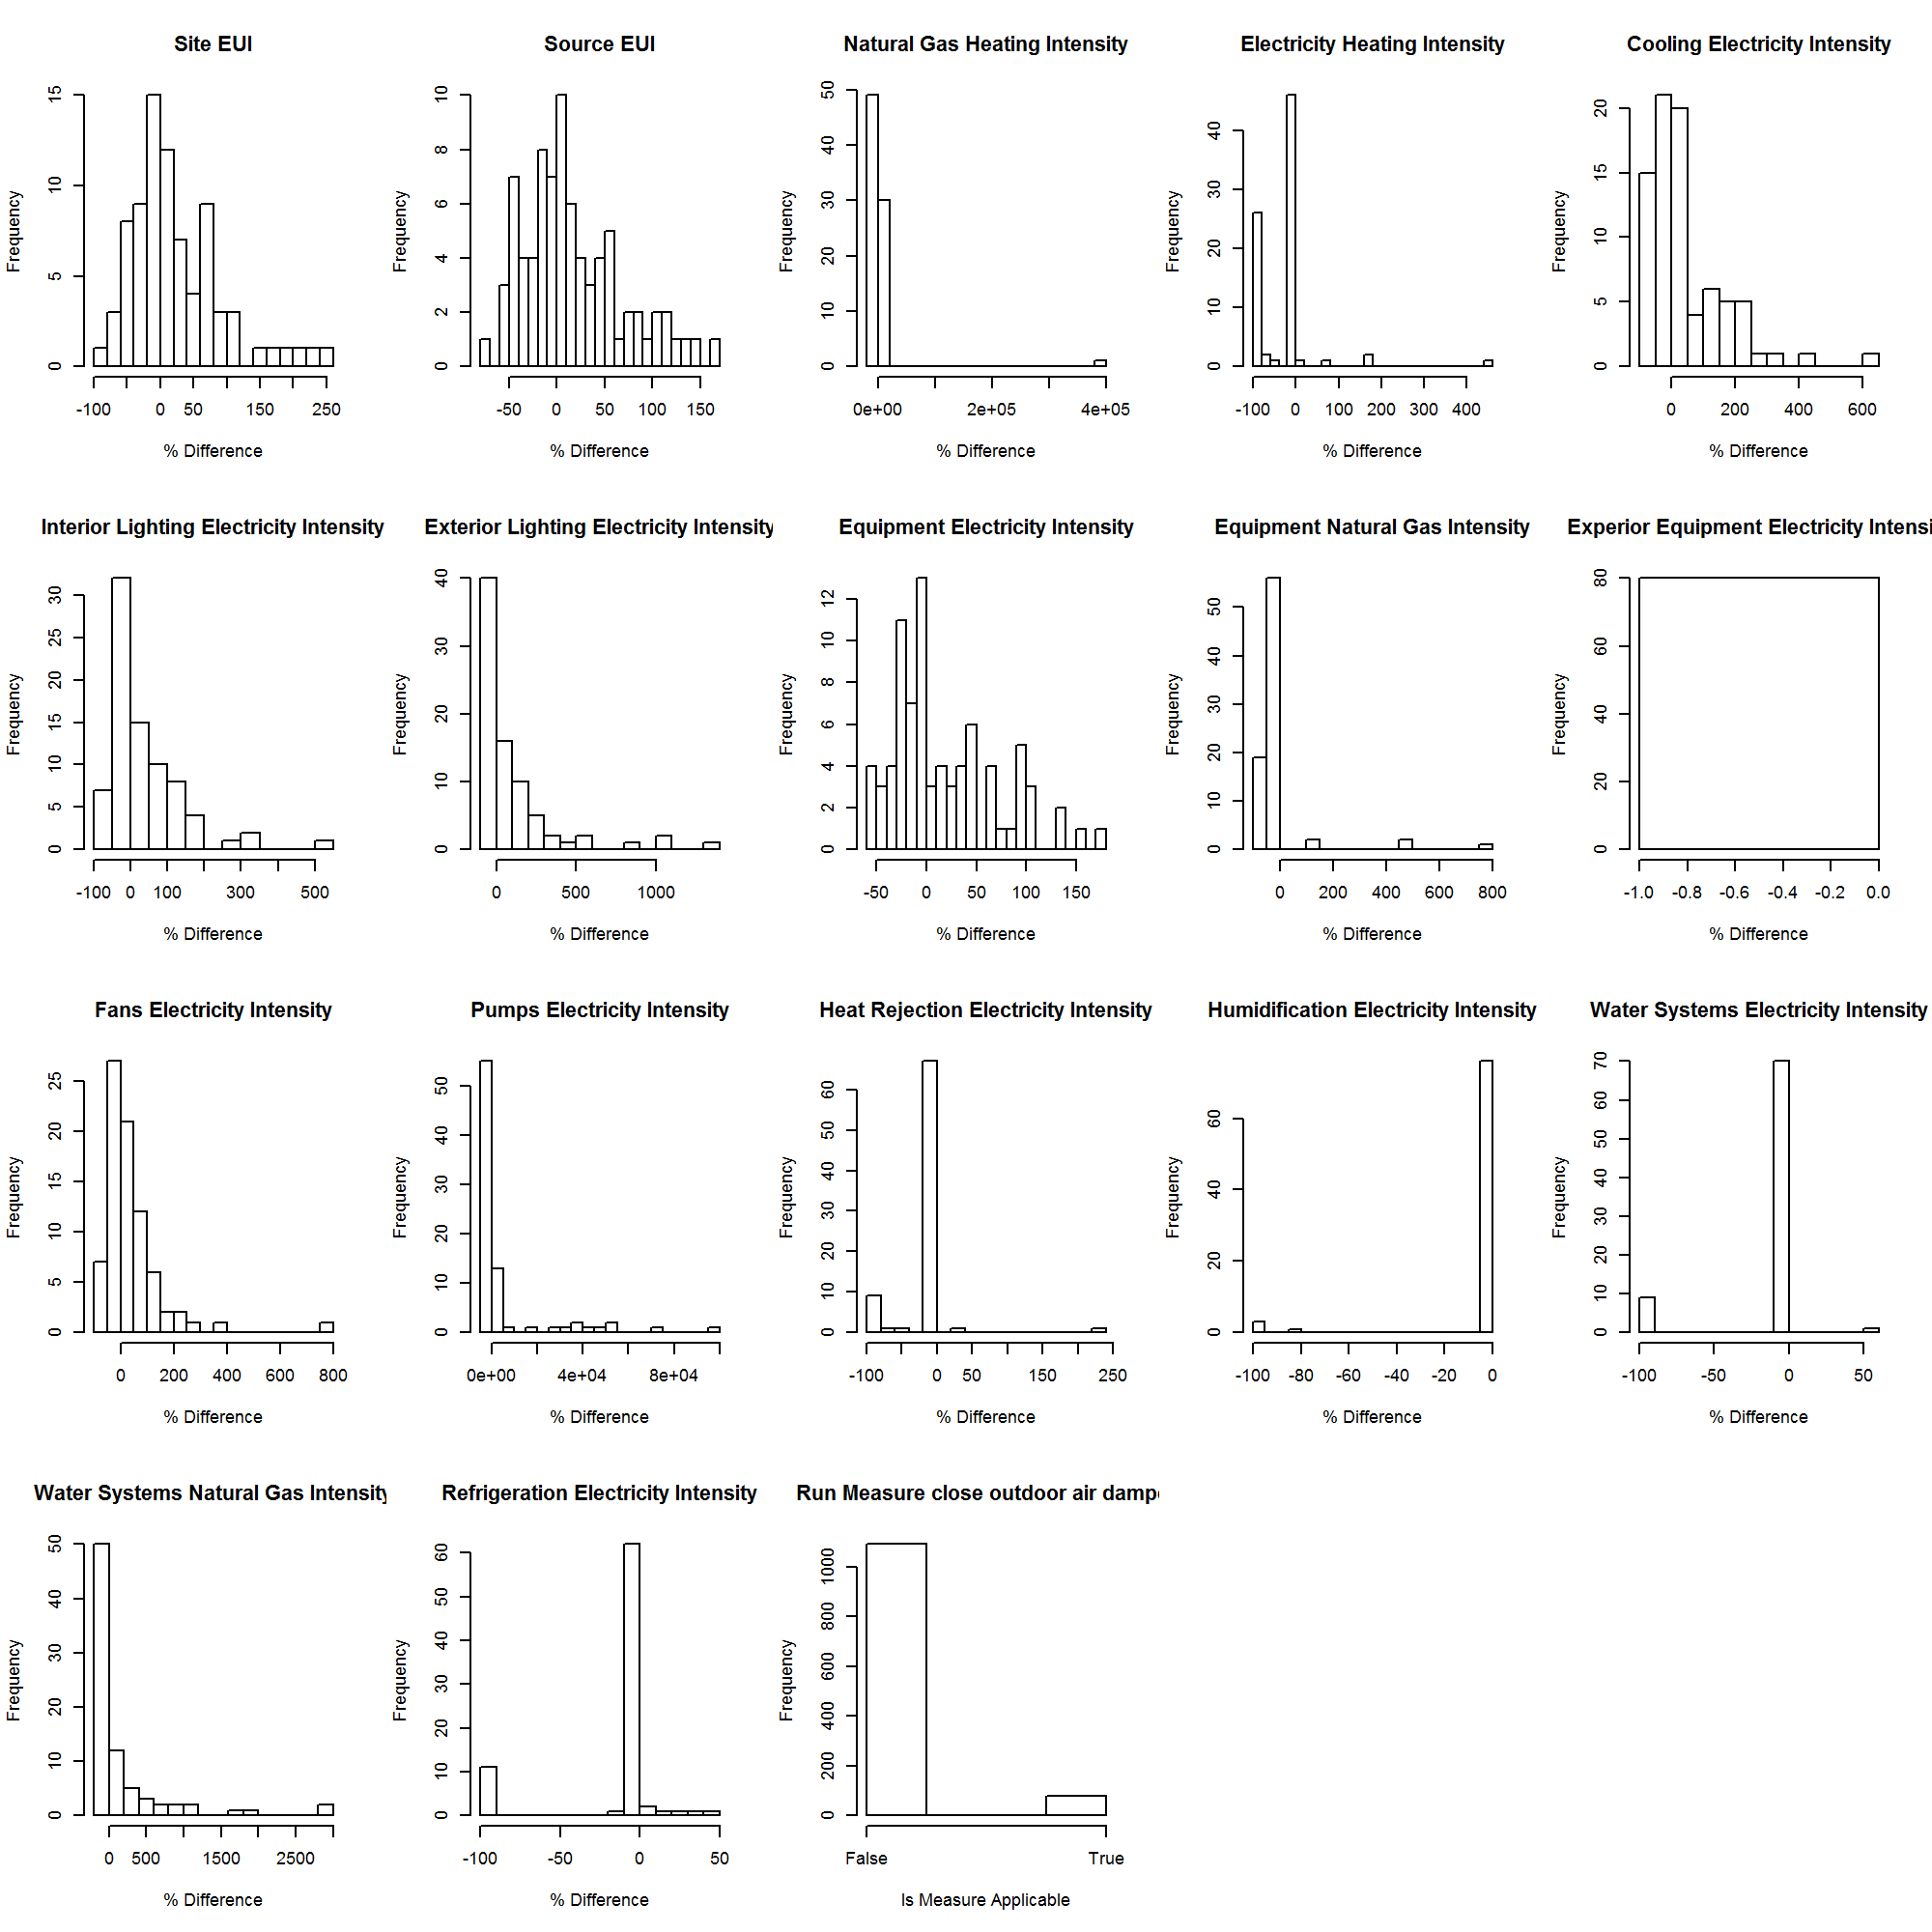 Site EUI
Frequency
0 5 10 15
-100 0 50 150 250
% Difference
Source EUI
Frequency
0 2 4 6 8 10
-50 0 50 100 150
% Difference
Natural Gas Heating Intensity
Frequency
0 10 20 30 40 50
0e+00 2e+05 4e+05
% Difference
Electricity Heating Intensity
Frequency
0 10 20 30 40
-100 0 100 200 300 400
% Difference
Cooling Electricity Intensity
Frequency
0 5 10 15 20
0 200 400 600
% Difference
Interior Lighting Electricity Intensity
Frequency
0 5 10 15 20 25 30
-100 0 100 300 500
% Difference
Exterior Lighting Electricity Intensity
Frequency
0 10 20 30 40
0 500 1000
% Difference
Equipment Electricity Intensity
Frequency
0 2 4 6 8 10 12
-50 0 50 100 150
% Difference
Equipment Natural Gas Intensity
Frequency
0 10 20 30 40 50
0 200 400 600 800
% Difference
Experior Equipment Electricity Intensi
Frequency
0 20 40 60 80
-1.0 -0.8 -0.6 -0.4 -0.2 0.0
% Difference
Fans Electricity Intensity
Frequency
0 5 10 15 20 25
0 200 400 600 800
% Difference
Pumps Electricity Intensity
Frequency
0 10 20 30 40 50
0e+00 4e+04 8e+04
% Difference
Heat Rejection Electricity Intensity
Frequency
0 10 20 30 40 50 60
-100 0 50 150 250
% Difference
Humidification Electricity Intensity
Frequency
0 20 40 60
-100 -80 -60 -40 -20 0
% Difference
Water Systems Electricity Intensity
Frequency
0 10 20 30 40 50 60 70
-100 -50 0 50
% Difference
Water Systems Natural Gas Intensity
Frequency
0 10 20 30 40 50
0 500 1500 2500
% Difference
Refrigeration Electricity Intensity
Frequency
0 10 20 30 40 50 60
-100 -50 0 50
% Difference
Run Measure close outdoor air damp
Frequency
0 200 400 600 800 1000
False True
Is Measure Applicable